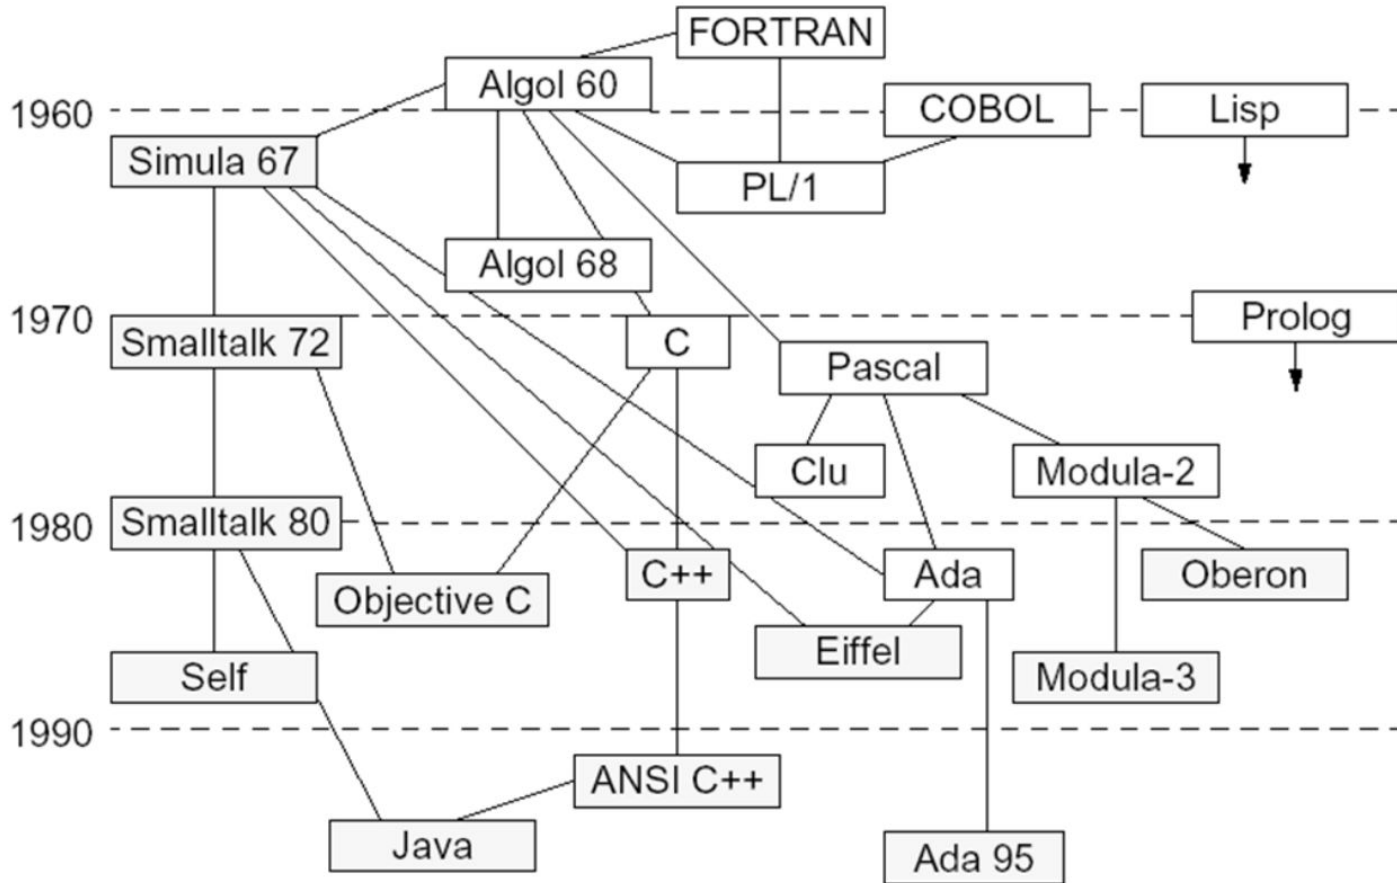 FORTRAN
Algol 60
1960
COBOL
Lisp
Simula 67
PL/1
Algol 68
1970
Prolog
Smalltalk 72
C
Pascal
Clu
Modula-2
Smalltalk 80
1980
C++
Ada
Oberon
Objective C
Eiffel
Self
Modula-3
1990
ANSI C++
Java
Ada 95